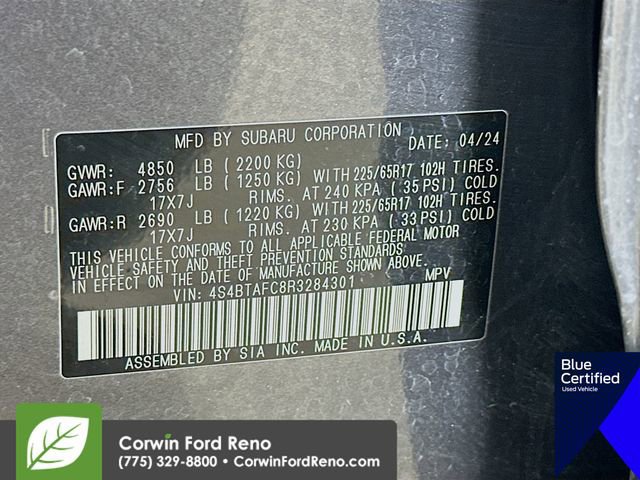 MFD BY SUBARU CORPORATION DATE: 04/24
GVWR: 4850 LB (2200 KG)
GAWR:F 2756 LB (1250 KG) WITH 225/65R17 102H TIRES.
17X7J RIMS. AT 240 KPA (35 PSI) COLD
GAWR:R 2690 LB (1220 KG) WITH 225/65R17 102H TIRES.
17X7J RIMS. AT 230 KPA (33 PSI) COLD
THIS VEHICLE CONFORMS TO ALL APPLICABLE FEDERAL MOTOR
VEHICLE SAFETY AND THEFT PREVENTION STANDARDS
IN EFFECT ON THE DATE OF MANUFACTURE SHOWN ABOVE.
VIN: 4S4BTAFC8R3284301 MPV
ASSEMBLED BY SIA INC. MADE IN U.S.A.
Blue
Certified
Used Vehicle
Corwin Ford Reno
(775) 329-8800 • CorwinFordReno.com